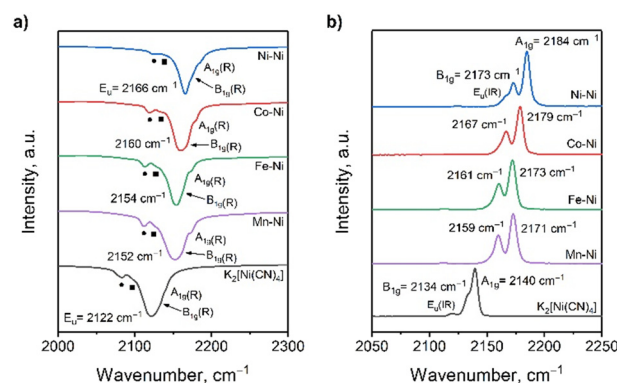 a)
Ni-Ni
A1g(R)
Eu= 2166 cm⁻¹
B1g(R)
Co-Ni
A1g(R)
2160 cm⁻¹
B1g(R)
Fe-Ni
A1g(R)
2154 cm⁻¹
B1g(R)
Mn-Ni
A1g(R)
2152 cm⁻¹
B1g(R)
K2[Ni(CN)4]
A1g(R)
B1g(R)
Eu= 2122 cm⁻¹
Intensity, a.u.
2000 2100 2200 2300
Wavenumber, cm⁻¹
b)
A1g= 2184 cm⁻¹
B1g= 2173 cm⁻¹
Eu(IR)
Ni-Ni
2167 cm⁻¹
2179 cm⁻¹
Co-Ni
2161 cm⁻¹
2173 cm⁻¹
Fe-Ni
2159 cm⁻¹
2171 cm⁻¹
Mn-Ni
B1g= 2134 cm⁻¹
A1g= 2140 cm⁻¹
Eu(IR)
K2[Ni(CN)4]
Intensity, a.u.
2050 2100 2150 2200 2250
Wavenumber, cm⁻¹